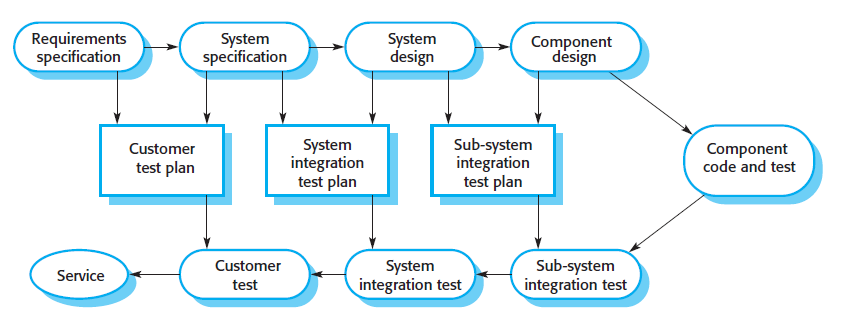 Requirements
specification
System
specification
System
design
Component
design
Customer
test plan
System
integration
test plan
Sub-system
integration
test plan
Component
code and test
Service
Customer
test
System
integration test
Sub-system
integration test